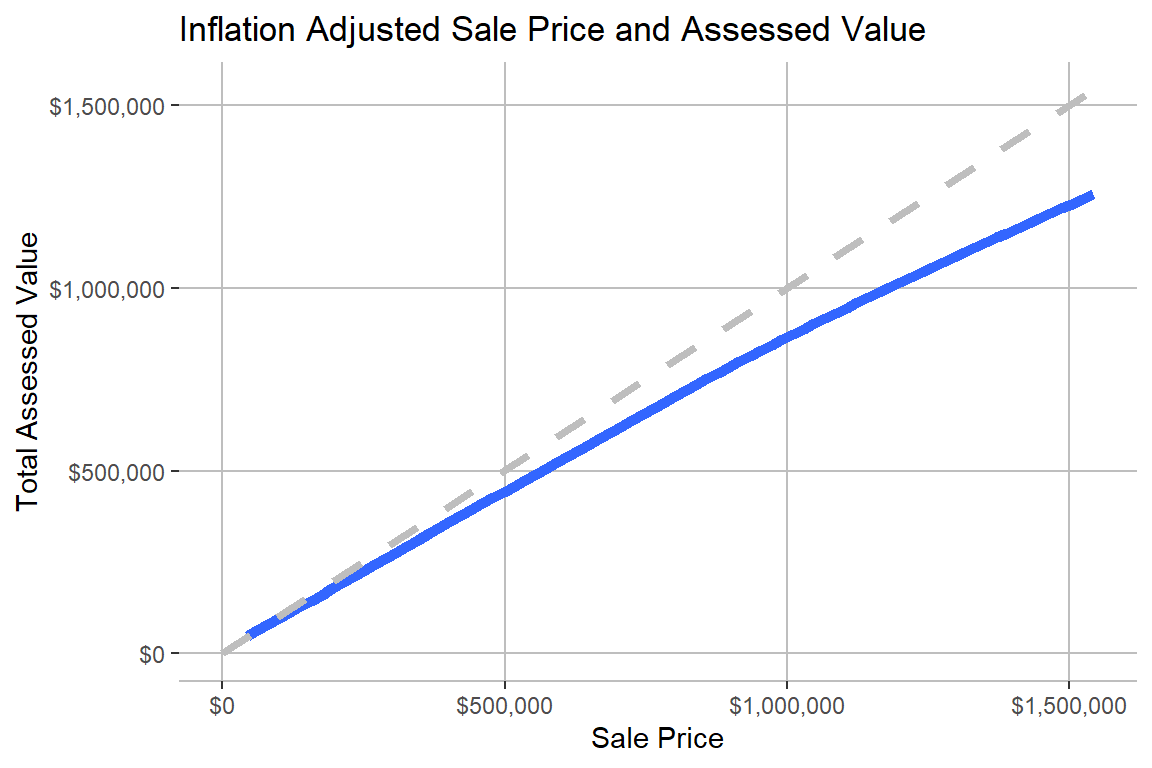 Inflation Adjusted Sale Price and Assessed Value
Total Assessed Value
$1,500,000
$1,000,000
$500,000
$0
$0
$500,000
$1,000,000
$1,500,000
Sale Price